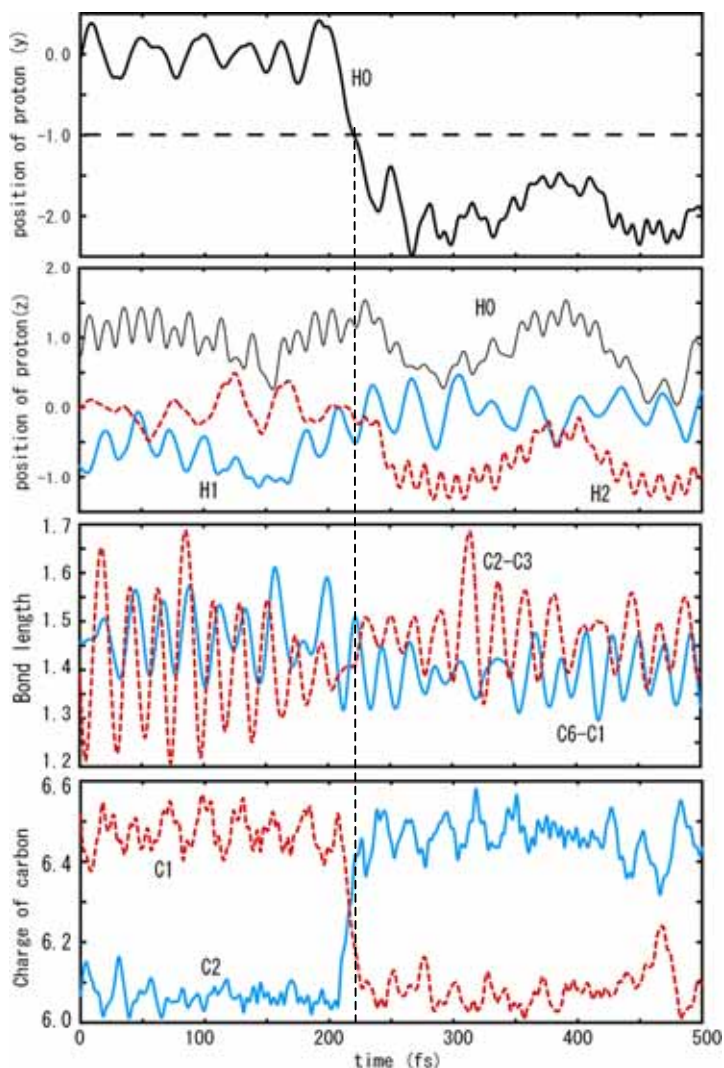 position of proton (y)
0.0
-1.0
-2.0
H0
position of proton(z)
2.0
1.0
0.0
-1.0
H0
H1
H2
Bond length
1.7
1.6
1.5
1.4
1.3
1.2
C2-C3
C6-C1
Charge of carbon
6.6
6.4
6.2
6.0
C1
C2
0 100 200 300 400 500
time (fs)